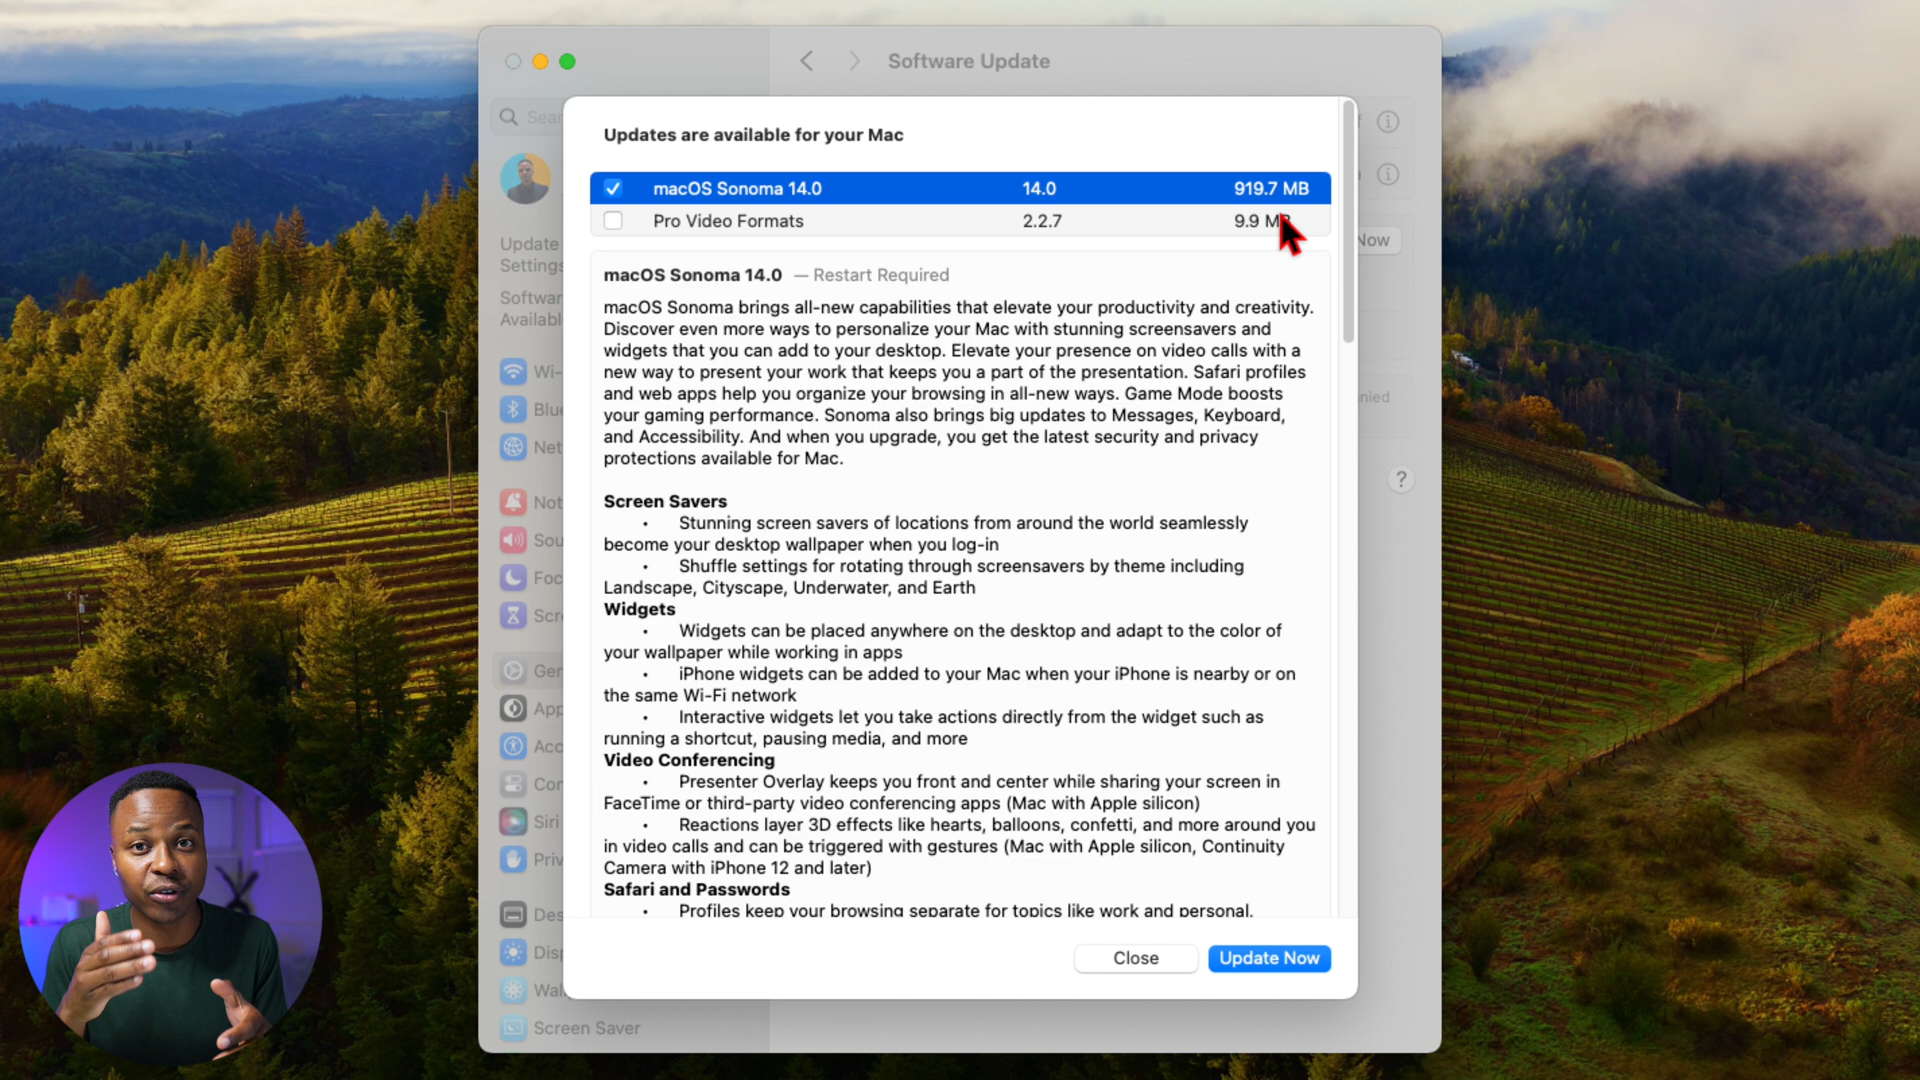 Software Update
Updates are available for your Mac
macOS Sonoma 14.0 14.0 919.7 MB
Pro Video Formats 2.2.7 9.9
Now
Update
Settings
macOS Sonoma 14.0 — Restart Required
macOS Sonoma brings all-new capabilities that elevate your productivity and creativity.
Discover even more ways to personalize your Mac with stunning screensavers and
widgets that you can add to your desktop. Elevate your presence on video calls with a
new way to present your work that keeps you a part of the presentation. Safari profiles
and web apps help you organize your browsing in all-new ways. Game Mode boosts
your gaming performance. Sonoma also brings big updates to Messages, Keyboard,
and Accessibility. And when you upgrade, you get the latest security and privacy
protections available for Mac.
Screen Savers
• Stunning screen savers of locations from around the world seamlessly
become your desktop wallpaper when you log-in
• Shuffle settings for rotating through screensavers by theme including
Landscape, Cityscape, Underwater, and Earth
Widgets
• Widgets can be placed anywhere on the desktop and adapt to the color of
your wallpaper while working in apps
• iPhone widgets can be added to your Mac when your iPhone is nearby or on
the same Wi-Fi network
• Interactive widgets let you take actions directly from the widget such as
running a shortcut, pausing media, and more
Video Conferencing
• Presenter Overlay keeps you front and center while sharing your screen in
FaceTime or third-party video conferencing apps (Mac with Apple silicon)
• Reactions layer 3D effects like hearts, balloons, confetti, and more around you
in video calls and can be triggered with gestures (Mac with Apple silicon, Continuity
Camera with iPhone 12 and later)
Safari and Passwords
• Profiles keep your browsing separate for topics like work and personal.
Siri
Close
Update Now
Screen Saver
?